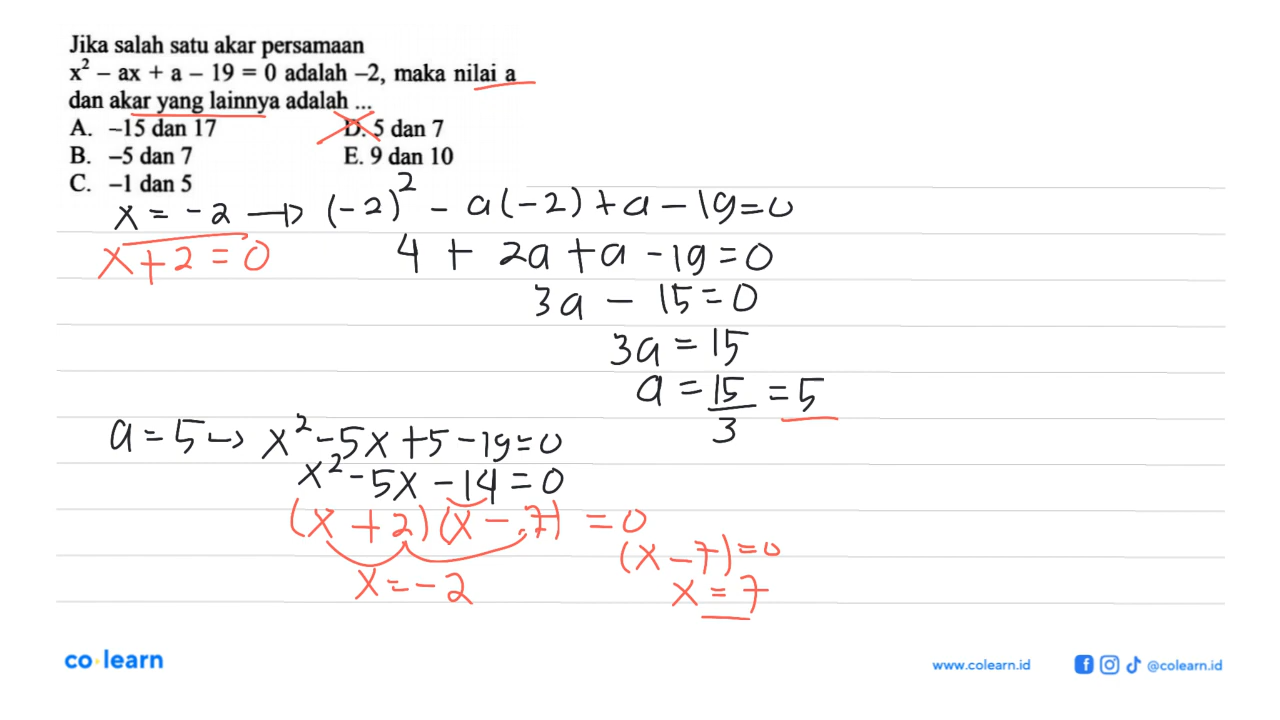 Jika salah satu akar persamaan
x² – ax + a – 19 = 0 adalah –2, maka nilai a
dan akar yang lainnya adalah ...
A. –15 dan 17
D. 5 dan 7
B. –5 dan 7
E. 9 dan 10
C. –1 dan 5
x = -2 → (-2)² - a(-2) + a - 19 = 0
x + 2 = 0
4 + 2a + a - 19 = 0
3a - 15 = 0
3a = 15
a = 15/3 = 5
a = 5 → x² - 5x + 5 - 19 = 0
x² - 5x - 14 = 0
(x + 2)(x - 7) = 0
(x - 7) = 0
x = -2
x = 7
co·learn
www.colearn.id
@colearn.id